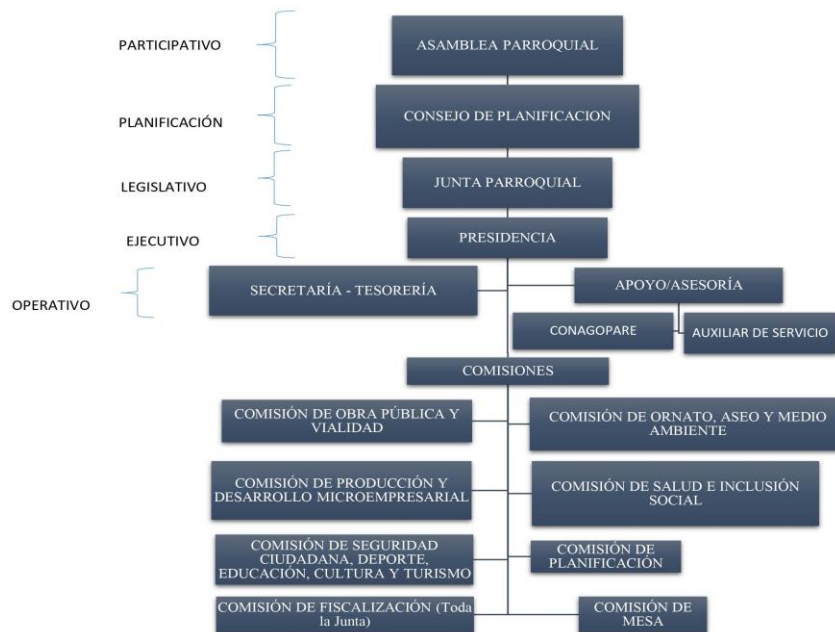 PARTICIPATIVO
ASAMBLEA PARROQUIAL
PLANIFICACIÓN
CONSEJO DE PLANIFICACION
LEGISLATIVO
JUNTA PARROQUIAL
EJECUTIVO
PRESIDENCIA
OPERATIVO
SECRETARÍA - TESORERÍA
APOYO/ASESORÍA
CONAGOPARE
AUXILIAR DE SERVICIO
COMISIONES
COMISIÓN DE OBRA PÚBLICA Y
VIALIDAD
COMISIÓN DE ORNATO, ASEO Y MEDIO
AMBIENTE
COMISIÓN DE PRODUCCIÓN Y
DESARROLLO MICROEMPRESARIAL
COMISIÓN DE SALUD E INCLUSIÓN
SOCIAL
COMISIÓN DE SEGURIDAD
CIUDADANA, DEPORTE,
EDUCACIÓN, CULTURA Y TURISMO
COMISIÓN DE
PLANIFICACIÓN
COMISIÓN DE FISCALIZACIÓN (Toda
la Junta)
COMISIÓN DE
MESA